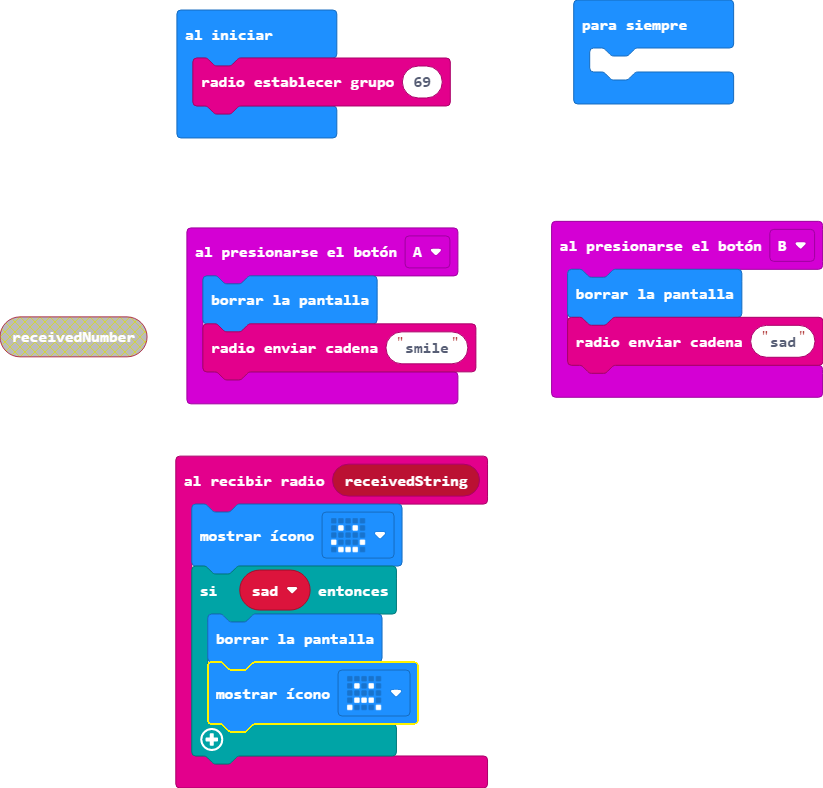 al iniciar
radio establecer grupo 69
para siempre
al presionarse el botón A
borrar la pantalla
radio enviar cadena "smile"
al presionarse el botón B
borrar la pantalla
radio enviar cadena "sad"
receivedNumber
al recibir radio receivedString
mostrar ícono
si sad entonces
borrar la pantalla
mostrar ícono